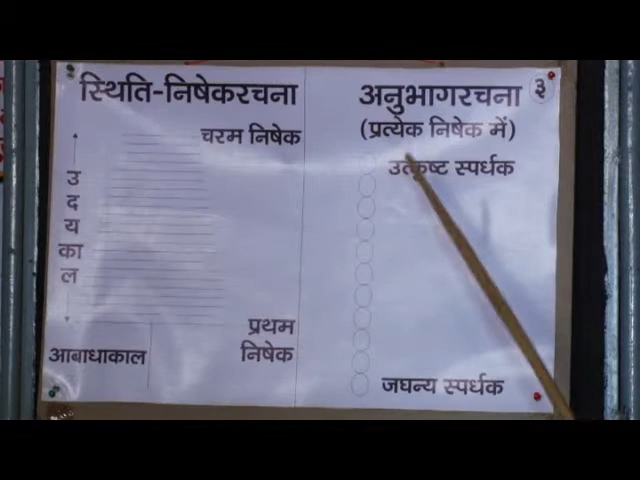 स्थिति-निषेकरचना
चरम निषेक
उ
द
य
का
ल
प्रथम
निषेक
आबाधाकाल
अनुभागरचना
३
(प्रत्येक निषेक में)
उत्कृष्ट स्पर्धक
जघन्य स्पर्धक